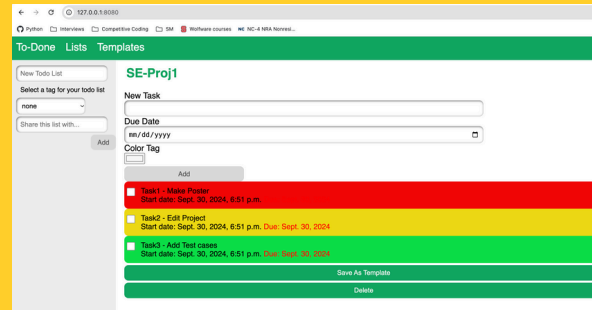 127.0.0.1:8080
Python Interviews Competitive Coding SM Wolfware courses NC-4 NRA Nonresi...
To-Done Lists Templates
New Todo List
Select a tag for your todo list
none
Share this list with...
Add
SE-Proj1
New Task
Due Date
mm/dd/yyyy
Color Tag
Add
Task1 - Make Poster
Start date: Sept. 30, 2024, 6:51 p.m.
Task2 - Edit Project
Start date: Sept. 30, 2024, 6:51 p.m. Due: Sept. 30, 2024
Task3 - Add Test cases
Start date: Sept. 30, 2024, 6:51 p.m. Due: Sept. 30, 2024
Save As Template
Delete